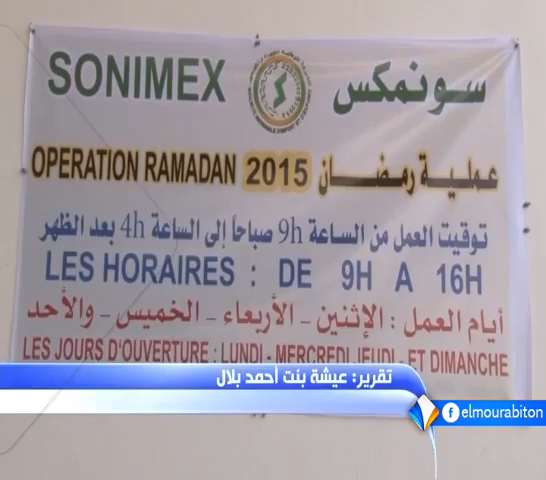 SONIMEX سونمكس
OPERATION RAMADAN 2015 عملية رمضان
توقيت العمل من الساعة 9h صباحاً إلى الساعة 4h بعد الظهر
LES HORAIRES : DE 9H A 16H
أيام العمل : الإثنين - الأربعاء - الخميس - والأحد
LES JOURS D'OUVERTURE : LUNDI - MERCREDI JEUDI - ET DIMANCHE
تقرير: عيشة بنت أحمد بلال
f elmourabiton